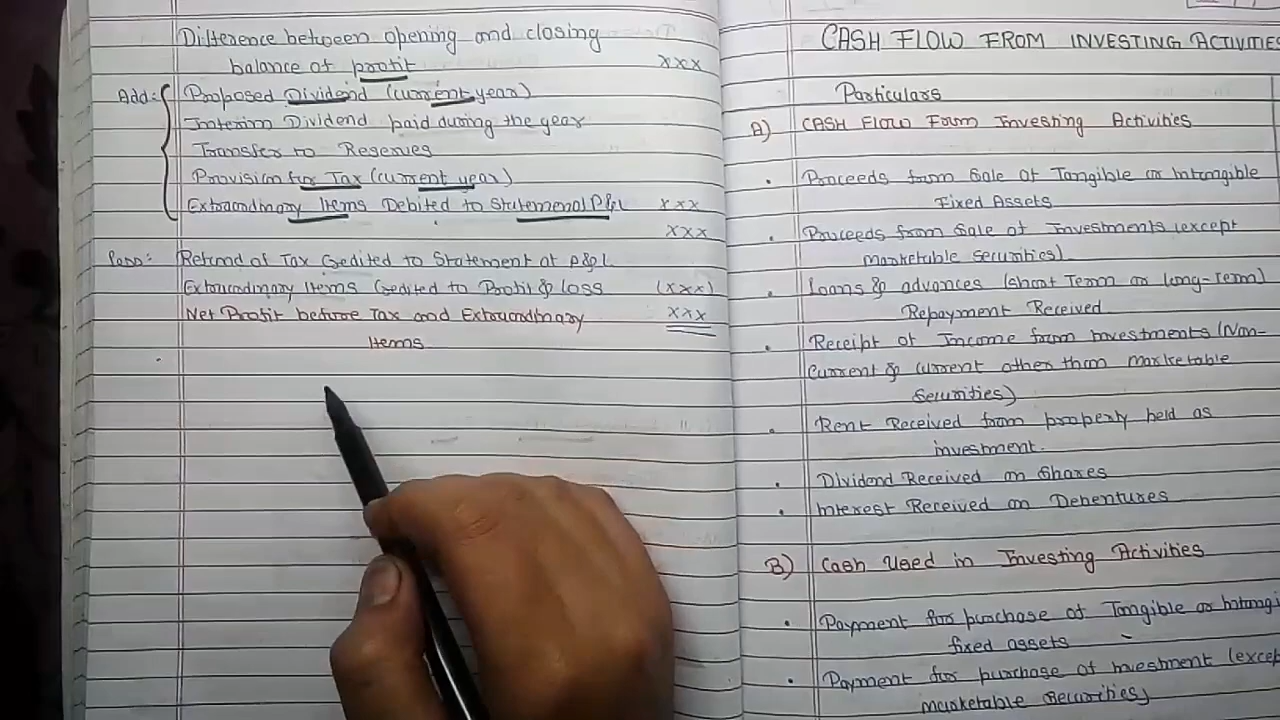 Difference between opening and closing
balance of profit xxx
Add: Proposed Dividend (current year)
Interim Dividend paid during the year
Transfer to Reserves
Provision for Tax (current year)
Extraordinary Items Debited to Statement P&L xxx
xxx
Less: Refund of Tax Credited to Statement of P&L
Extraordinary Items Credited to Profit & Loss (xxx)
Net Profit before Tax and Extraordinary xxx
Items
CASH FLOW FROM INVESTING ACTIVITIES
Particulars
A) CASH Flow From Investing Activities
• Proceeds from Sale of Tangible or Intangible
Fixed Assets
• Proceeds from Sale of Investments (except
marketable securities)
• Loans & advances (short Term or long-term)
Repayment Received
• Receipt of Income from investments (Non-
current & current other than Marketable
Securities)
• Rent Received from property held as
investment.
• Dividend Received on Shares
• Interest Received on Debentures
B) Cash Used in Investing Activities
• Payment for purchase of Tangible or Intangi
fixed assets
• Payment for purchase of investment (excep
marketable securities)